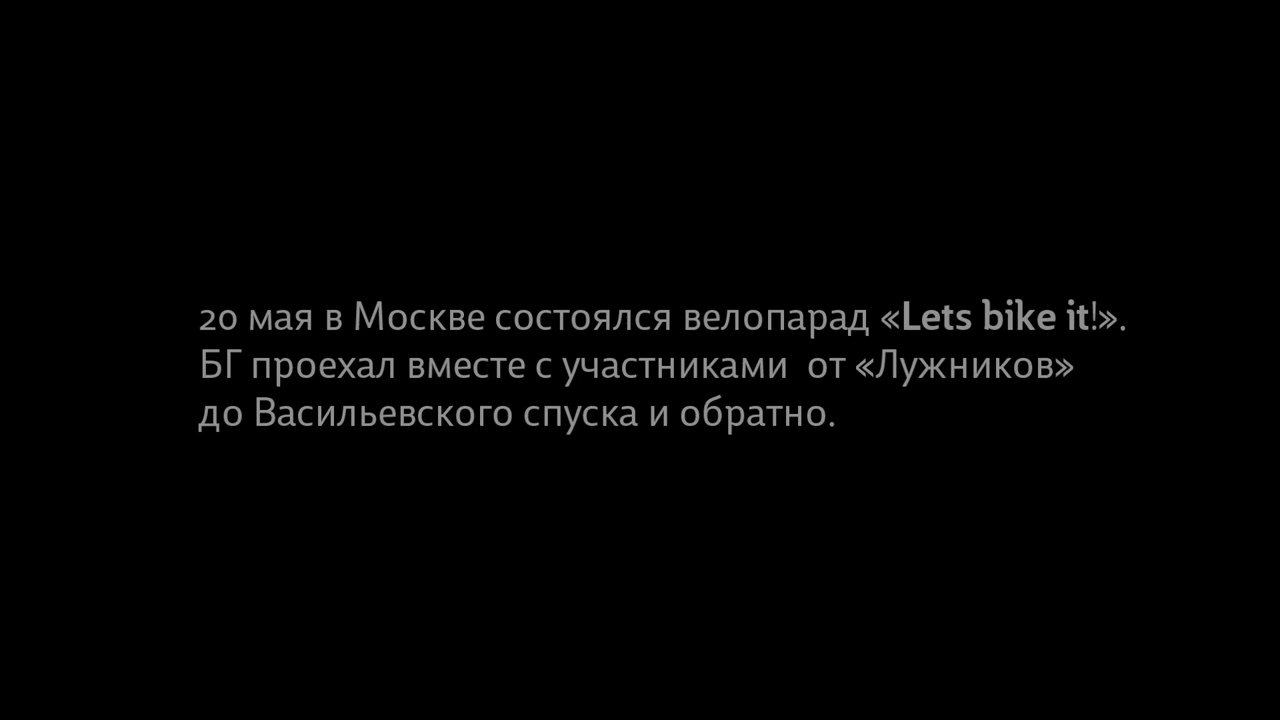 20 мая в Москве состоялся велопарад «Lets bike it!».
БГ проехал вместе с участниками от «Лужников»
до Васильевского спуска и обратно.